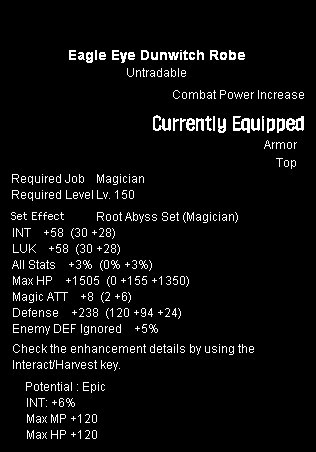 Eagle Eye Dunwitch Robe
Untradable
Combat Power Increase
Currently Equipped
Armor
Top
Required Job Magician
Required Level Lv. 150
Set Effect Root Abyss Set (Magician)
INT +58 (30 +28)
LUK +58 (30 +28)
All Stats +3% (0% +3%)
Max HP +1505 (0 +155 +1350)
Magic ATT +8 (2 +6)
Defense +238 (120 +94 +24)
Enemy DEF Ignored +5%
Check the enhancement details by using the
Interact/Harvest key.
Potential : Epic
INT: +6%
Max MP +120
Max HP +120